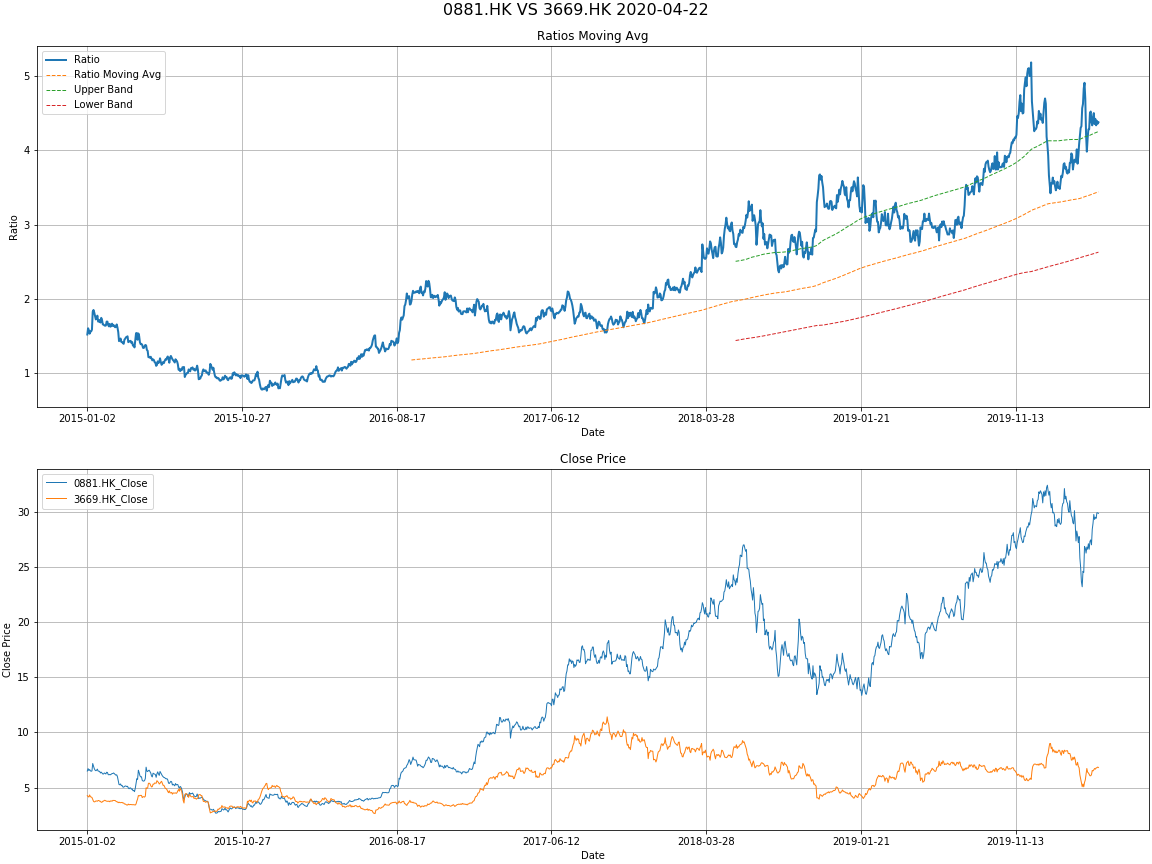 0881.HK VS 3669.HK 2020-04-22
Ratios Moving Avg
Ratio
Ratio Moving Avg
Upper Band
Lower Band
5
4
3
2
1
Ratio
2015-01-02 2015-10-27 2016-08-17 2017-06-12 2018-03-28 2019-01-21 2019-11-13
Date
Close Price
0881.HK_Close
3669.HK_Close
30
25
20
15
10
5
Close Price
2015-01-02 2015-10-27 2016-08-17 2017-06-12 2018-03-28 2019-01-21 2019-11-13
Date